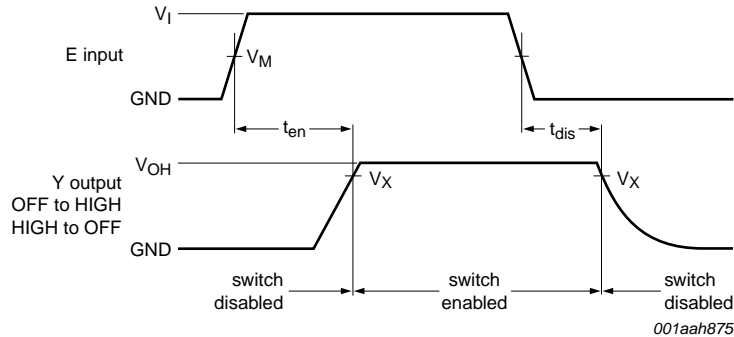 V_I
E input
V_M
GND
t_en
t_dis
V_OH
Y output
OFF to HIGH
HIGH to OFF
V_X
V_X
GND
switch
disabled
switch
enabled
switch
disabled
001aah875